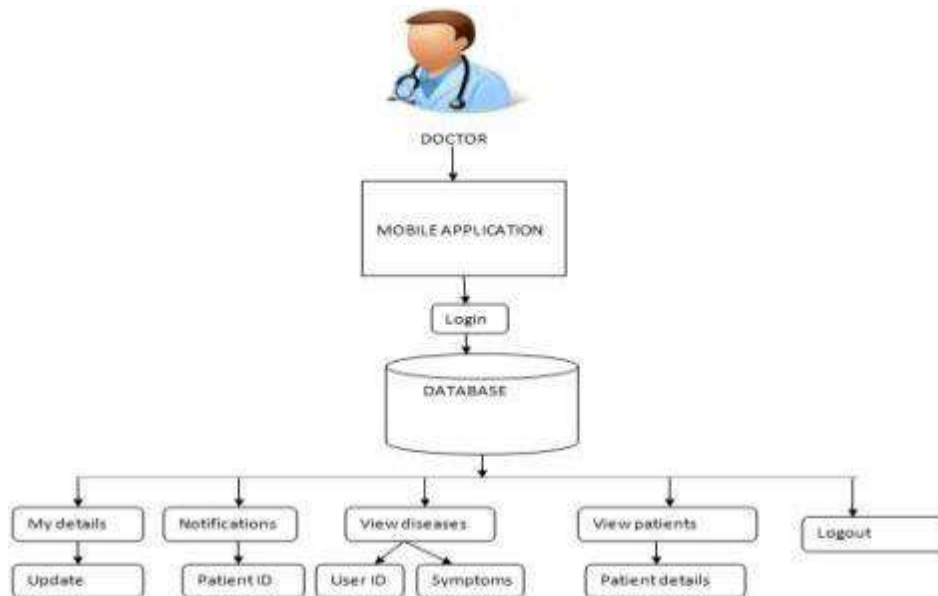 DOCTOR
MOBILE APPLICATION
Login
DATABASE
My details
Notifications
View diseases
View patients
Logout
Update
Patient ID
User ID
Symptoms
Patient details